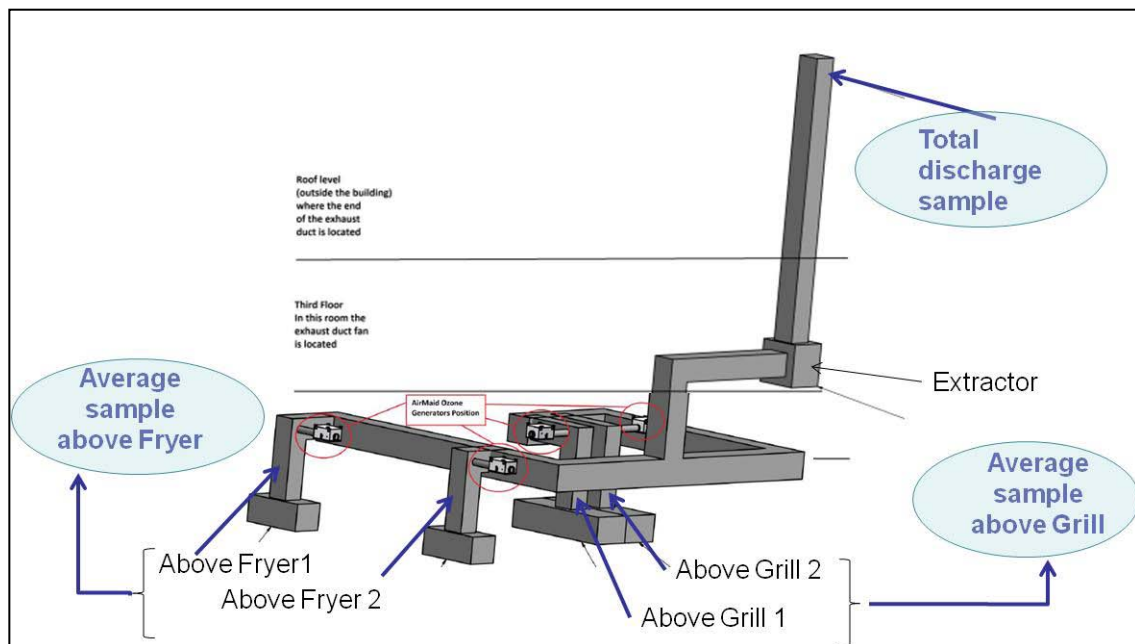 Total
discharge
sample
Roof level
(outside the building)
where the end
of the exhaust
duct is located
Third Floor
In this room the
exhaust duct fan
is located
Average
sample
above Fryer
AirMaid Ozone
Generators Position
Extractor
Average
sample
above Grill
Above Fryer1
Above Fryer 2
Above Grill 2
Above Grill 1